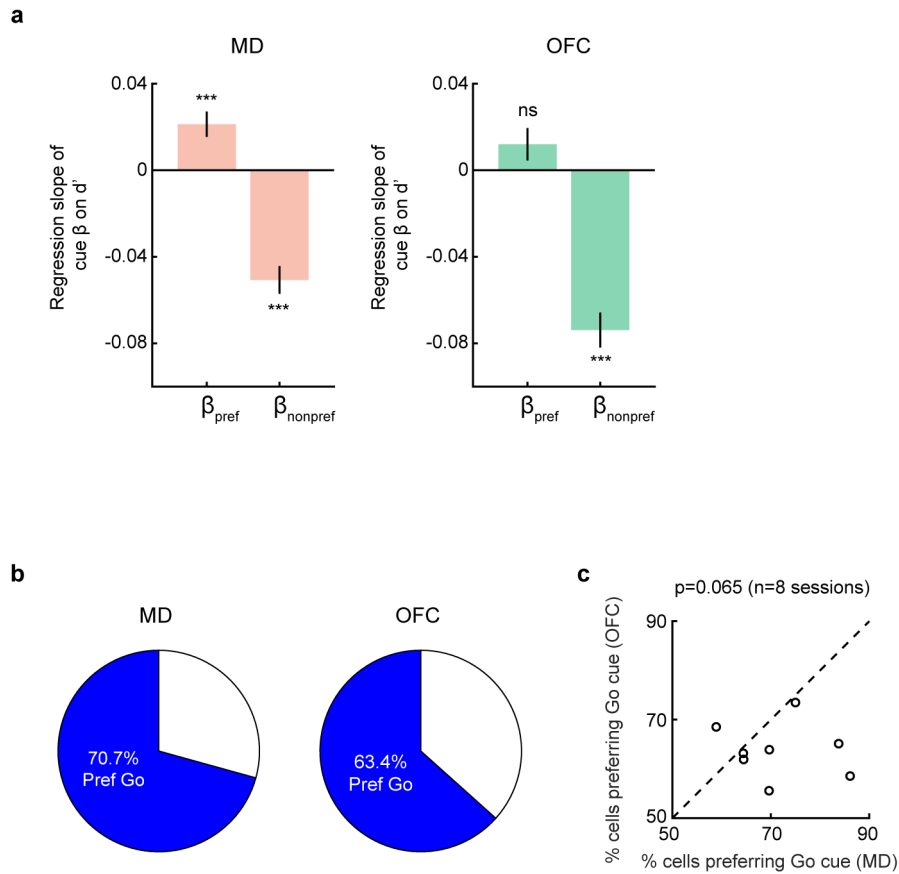 a
MD
OFC
0.04
0
-0.04
-0.08
Regression slope of
cue β on d’
***
***
βpref
βnonpref
0.04
0
-0.04
-0.08
Regression slope of
cue β on d’
ns
***
βpref
βnonpref
b
MD
OFC
70.7%
Pref Go
63.4%
Pref Go
c
p=0.065 (n=8 sessions)
% cells preferring Go cue (OFC)
90
70
50
50
70
90
% cells preferring Go cue (MD)